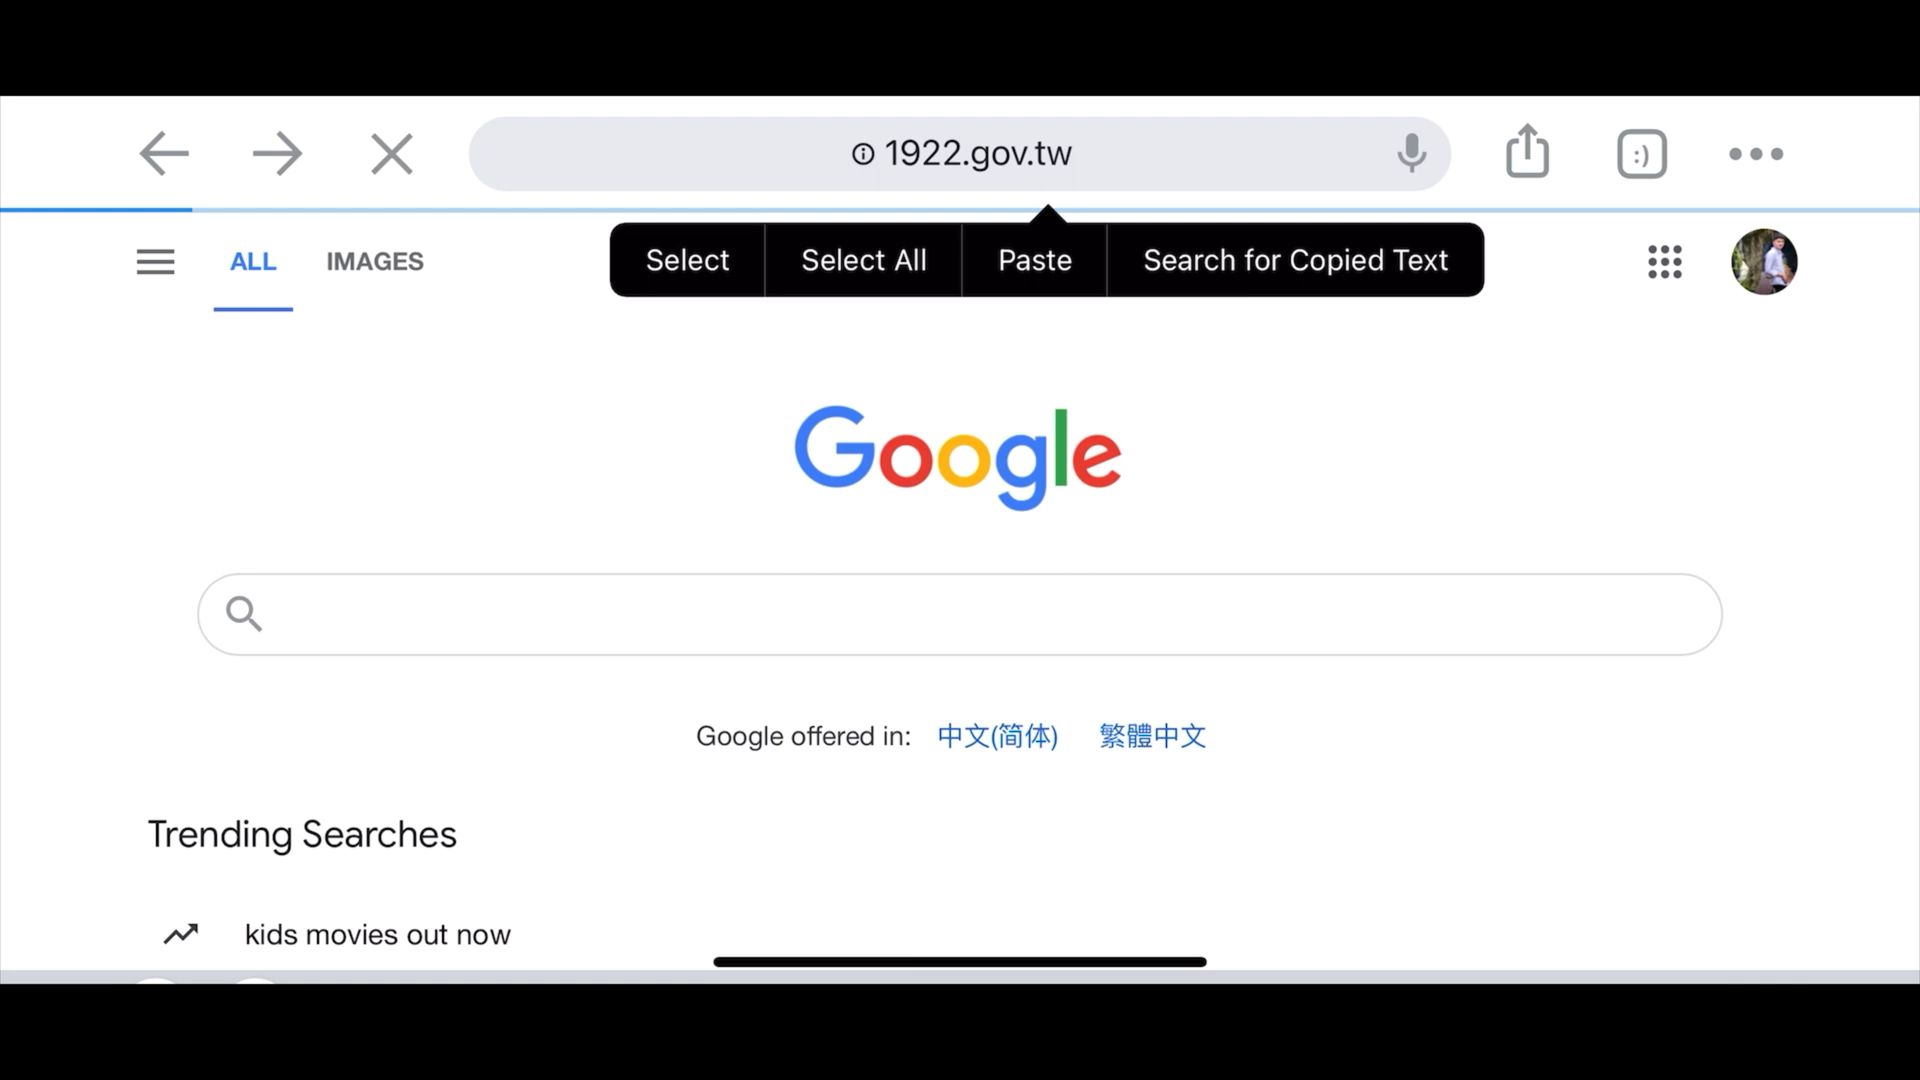 1922.gov.tw
:)
ALL IMAGES
Select Select All Paste Search for Copied Text
Google
Google offered in: 中文(简体) 繁體中文
Trending Searches
kids movies out now